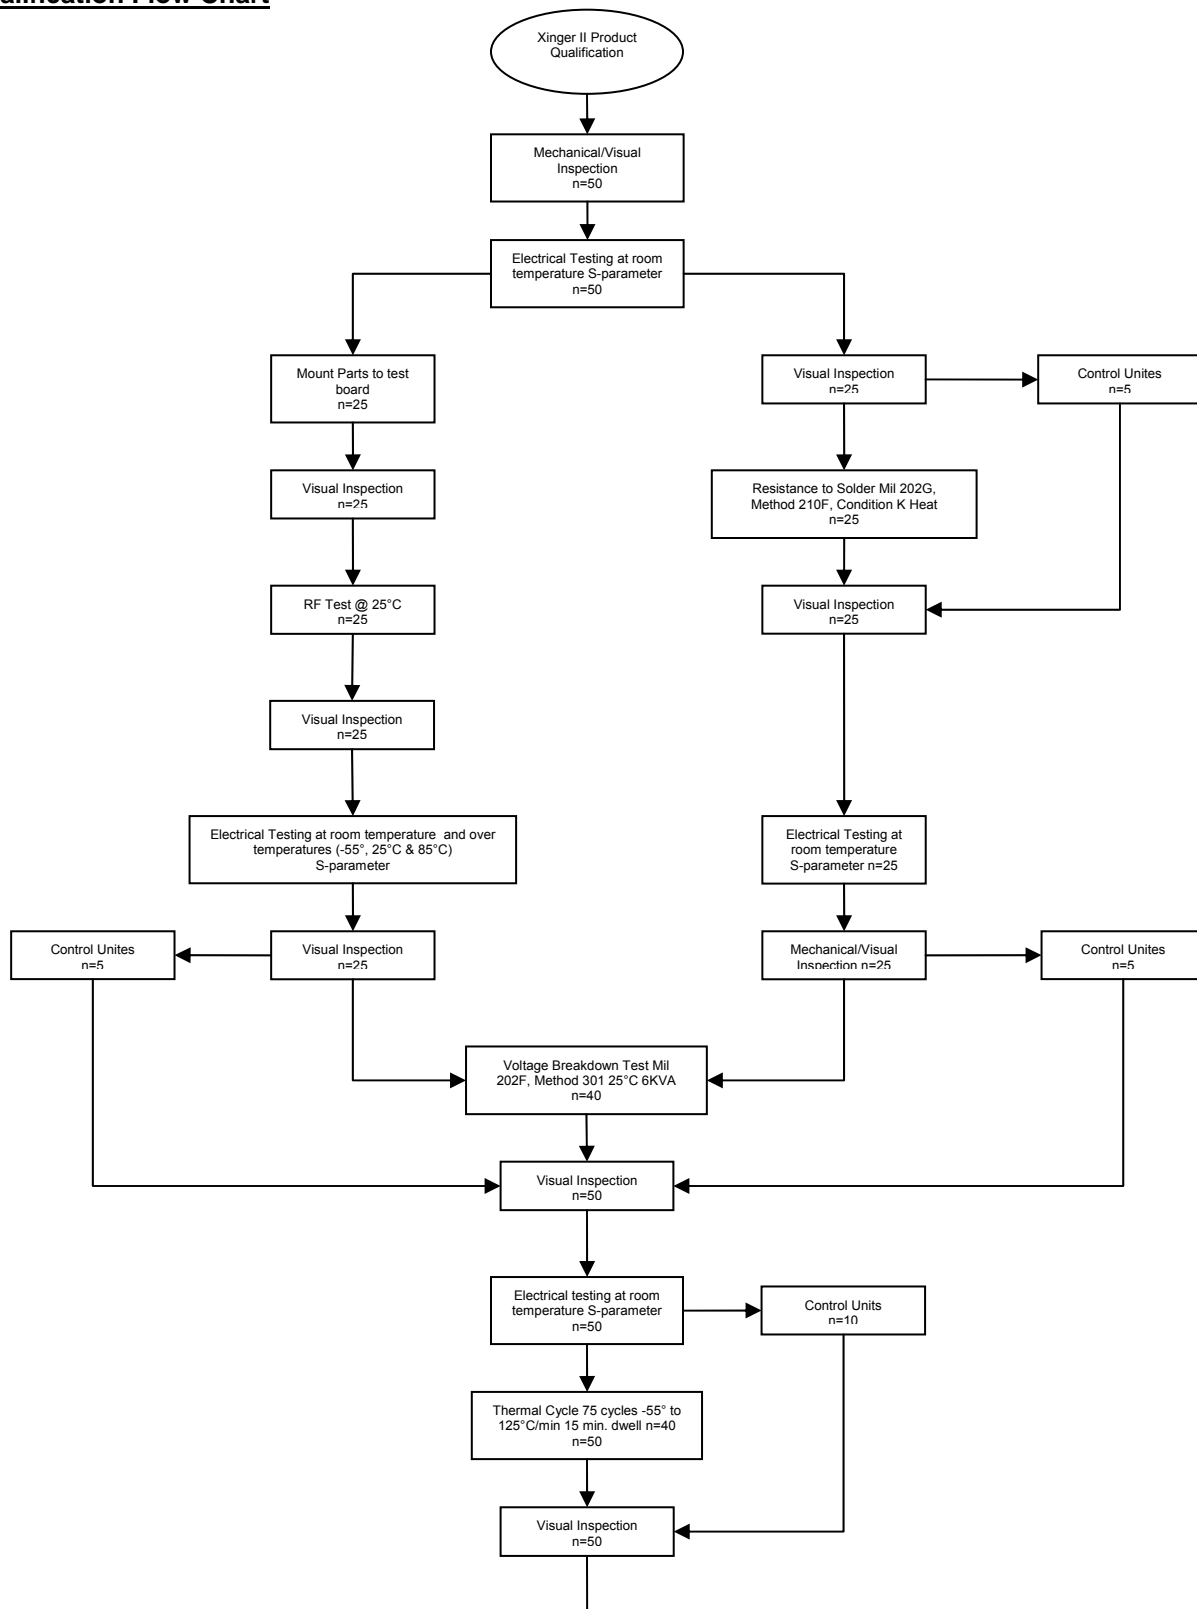 Qualification Flow Chart
Xinger II Product
Qualification
Mechanical/Visual
Inspection
n=50
Electrical Testing at room
temperature S-parameter
n=50
Mount Parts to test
board
n=25
Visual Inspection
n=25
Control Unites
n=5
Visual Inspection
n=25
Resistance to Solder Mil 202G,
Method 210F, Condition K Heat
n=25
RF Test @ 25°C
n=25
Visual Inspection
n=25
Visual Inspection
n=25
Electrical Testing at room temperature and over
temperatures (-55°, 25°C & 85°C)
S-parameter
Electrical Testing at
room temperature
S-parameter n=25
Control Unites
n=5
Visual Inspection
n=25
Mechanical/Visual
Inspection n=25
Control Unites
n=5
Voltage Breakdown Test Mil
202F, Method 301 25°C 6KVA
n=40
Visual Inspection
n=50
Electrical testing at room
temperature S-parameter
n=50
Control Units
n=10
Thermal Cycle 75 cycles -55° to
125°C/min 15 min. dwell n=40
n=50
Visual Inspection
n=50